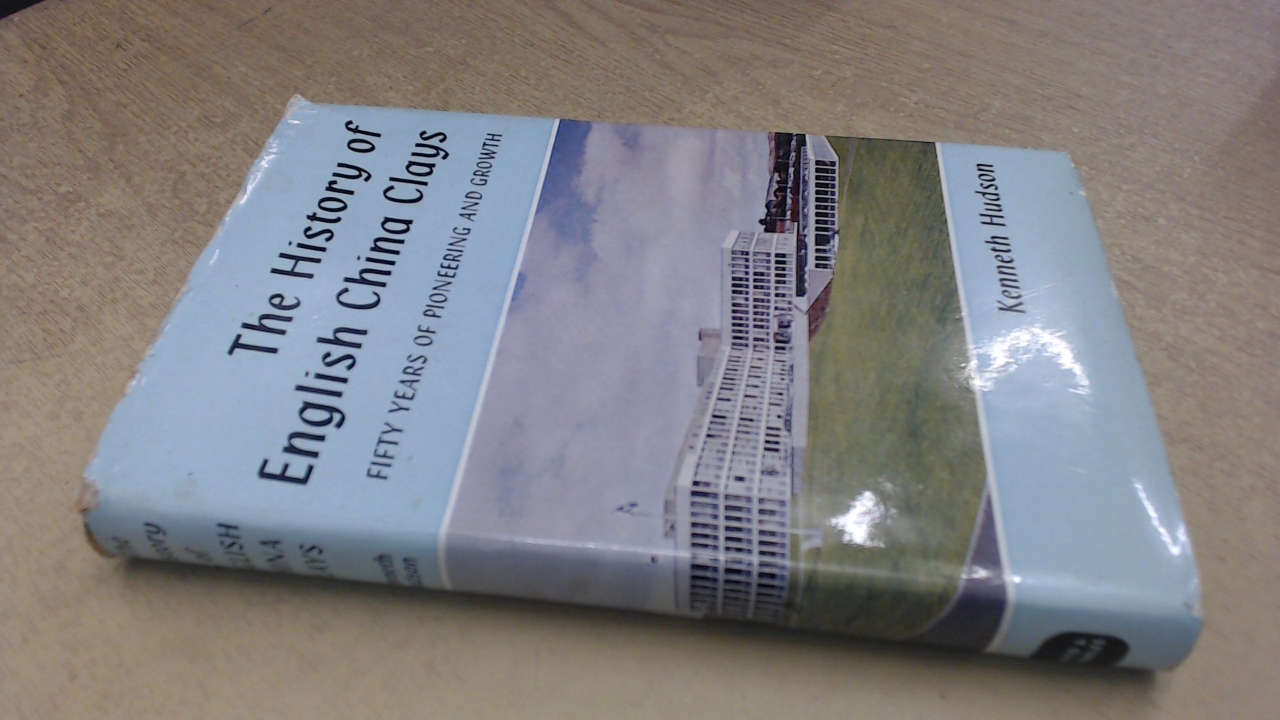 The History of
English China Clays
FIFTY YEARS OF PIONEERING AND GROWTH
Kenneth Hudson